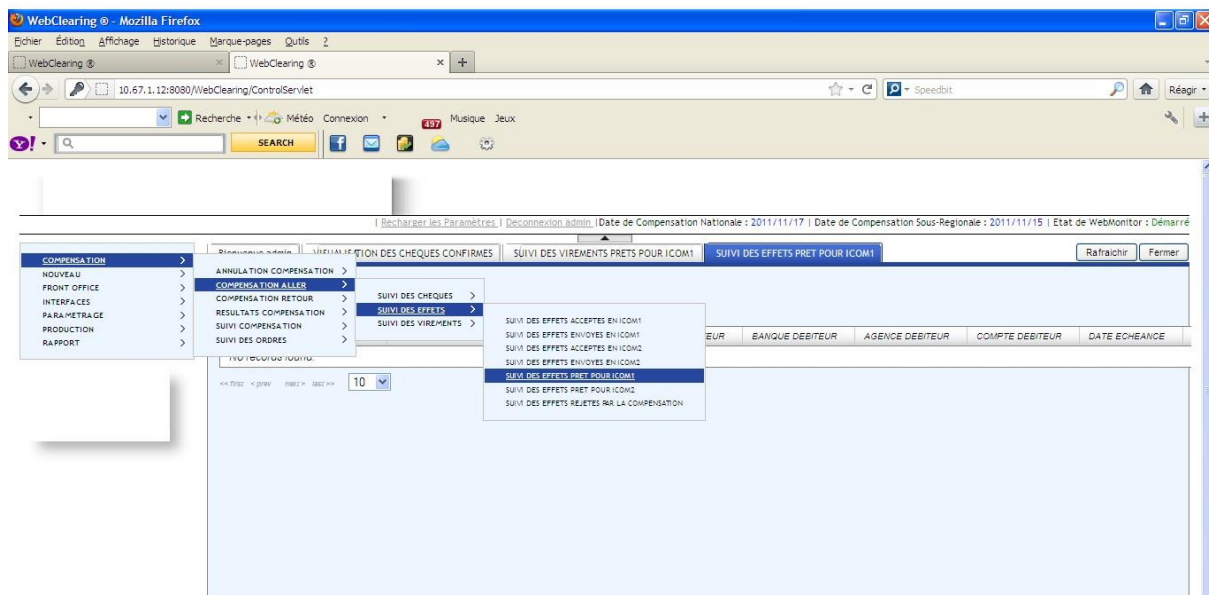 WebClearing ® - Mozilla Firefox
Fichier Édition Affichage Historique Marque-pages Outils ?
WebClearing ® × WebClearing ® × +
10.67.1.12:8080/WebClearing/ControlServlet Speedbit Réagir
Recherche Météo Connexion 497 Musique Jeux
Y! SEARCH
| Recharger les Paramètres | Deconnexion admin |Date de Compensation Nationale : 2011/11/17 | Date de Compensation Sous-Regionale : 2011/11/15 | Etat de WebMonitor : Démarré
Bienvenue admin VISUALISATION DES CHEQUES CONFIRMES SUIVI DES VIREMENTS PRETS POUR ICOM1 SUIVI DES EFFETS PRET POUR ICOM1 Rafraichir Fermer
COMPENSATION >
NOUVEAU >
FRONT OFFICE >
INTERFACES >
PARAMETRAGE >
PRODUCTION >
RAPPORT >
ANNULATION COMPENSATION >
COMPENSATION ALLER >
COMPENSATION RETOUR >
RESULTATS COMPENSATION >
SUIVI COMPENSATION >
SUIVI DES ORDRES >
SUIVI DES CHEQUES >
SUIVI DES EFFETS >
SUIVI DES VIREMENTS >
SUIVI DES EFFETS ACCEPTES EN ICOM1
SUIVI DES EFFETS ENVOYES EN ICOM1
SUIVI DES EFFETS ACCEPTES EN ICOM2
SUIVI DES EFFETS ENVOYES EN ICOM2
SUIVI DES EFFETS PRET POUR ICOM1
SUIVI DES EFFETS PRET POUR ICOM2
SUIVI DES EFFETS REJETES PAR LA COMPENSATION
BANQUE DEBITEUR AGENCE DEBITEUR COMPTE DEBITEUR DATE ECHEANCE
No records found.
<< first < prev next > last >> 10